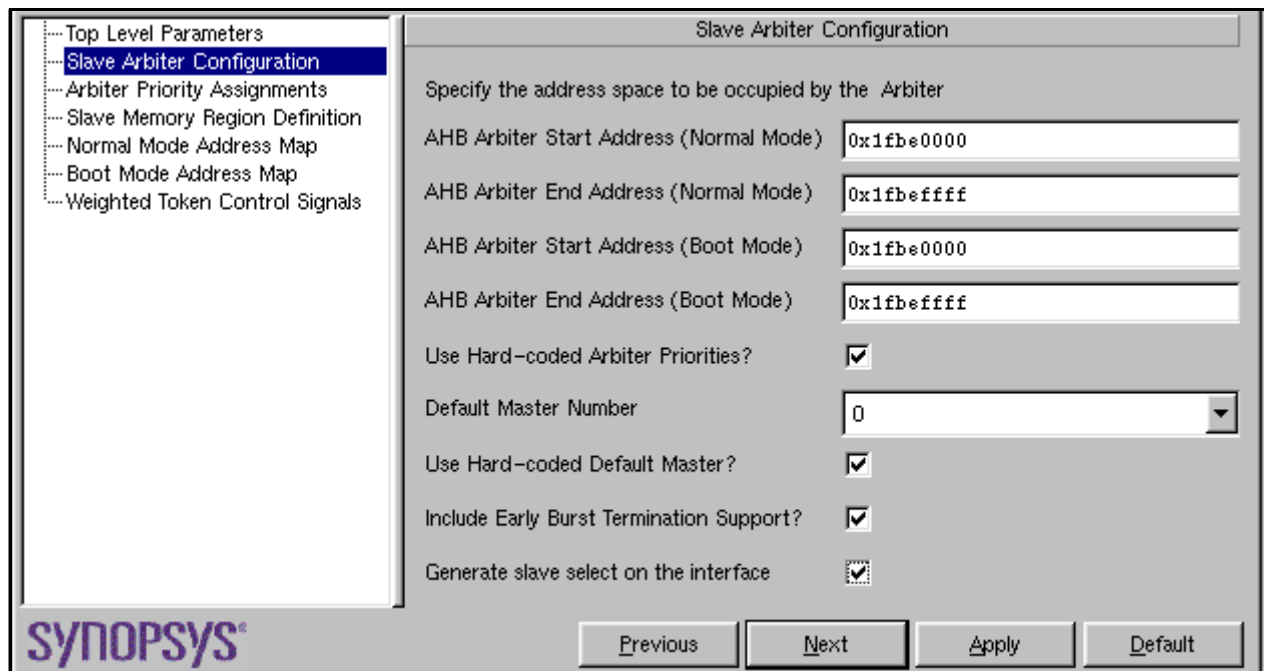 Top Level Parameters
Slave Arbiter Configuration
Arbiter Priority Assignments
Slave Memory Region Definition
Normal Mode Address Map
Boot Mode Address Map
Weighted Token Control Signals
Slave Arbiter Configuration
Specify the address space to be occupied by the Arbiter
AHB Arbiter Start Address (Normal Mode) 0x1fbe0000
AHB Arbiter End Address (Normal Mode) 0x1fbeffff
AHB Arbiter Start Address (Boot Mode) 0x1fbe0000
AHB Arbiter End Address (Boot Mode) 0x1fbeffff
Use Hard-coded Arbiter Priorities?
Default Master Number 0
Use Hard-coded Default Master?
Include Early Burst Termination Support?
Generate slave select on the interface
SYNOPSYS®
Previous Next Apply Default